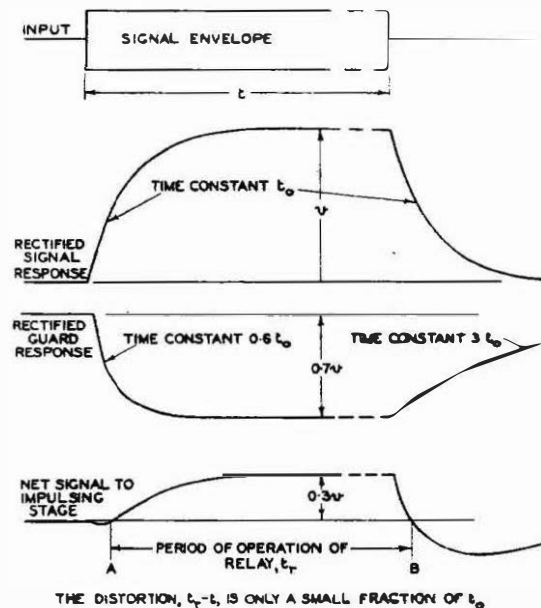 INPUT
SIGNAL ENVELOPE
t
TIME CONSTANT t₀
v
RECTIFIED
SIGNAL
RESPONSE
RECTIFIED
GUARD
RESPONSE
TIME CONSTANT 0·6 t₀
TIME CONSTANT 3 t₀
0·7v
NET SIGNAL TO
IMPULSING
STAGE
0·3v
PERIOD OF OPERATION OF
RELAY, tᵣ
A
B
THE DISTORTION, tᵣ-t, IS ONLY A SMALL FRACTION OF t₀